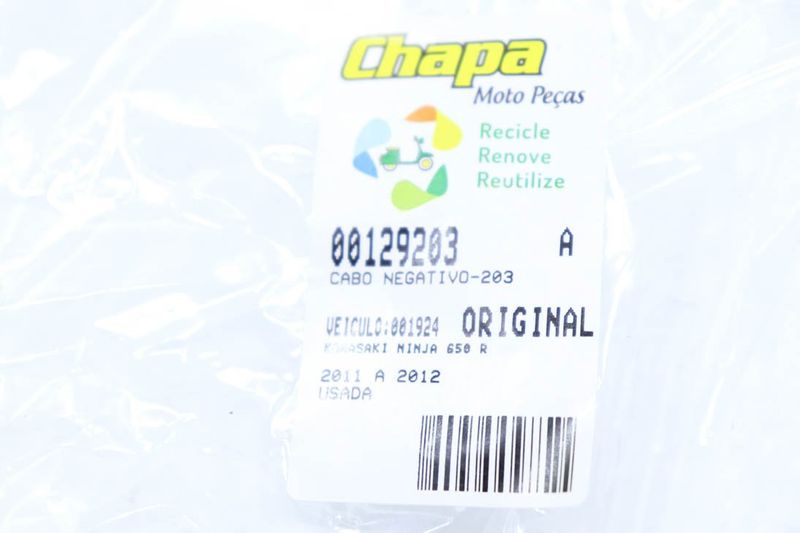 Chapa
Moto Peças
Recicle
Renove
Reutilize
00129203 A
CABO NEGATIVO-203
VEICULO:001924 ORIGINAL
KAWASAKI NINJA 650 R
2011 A 2012
USADA